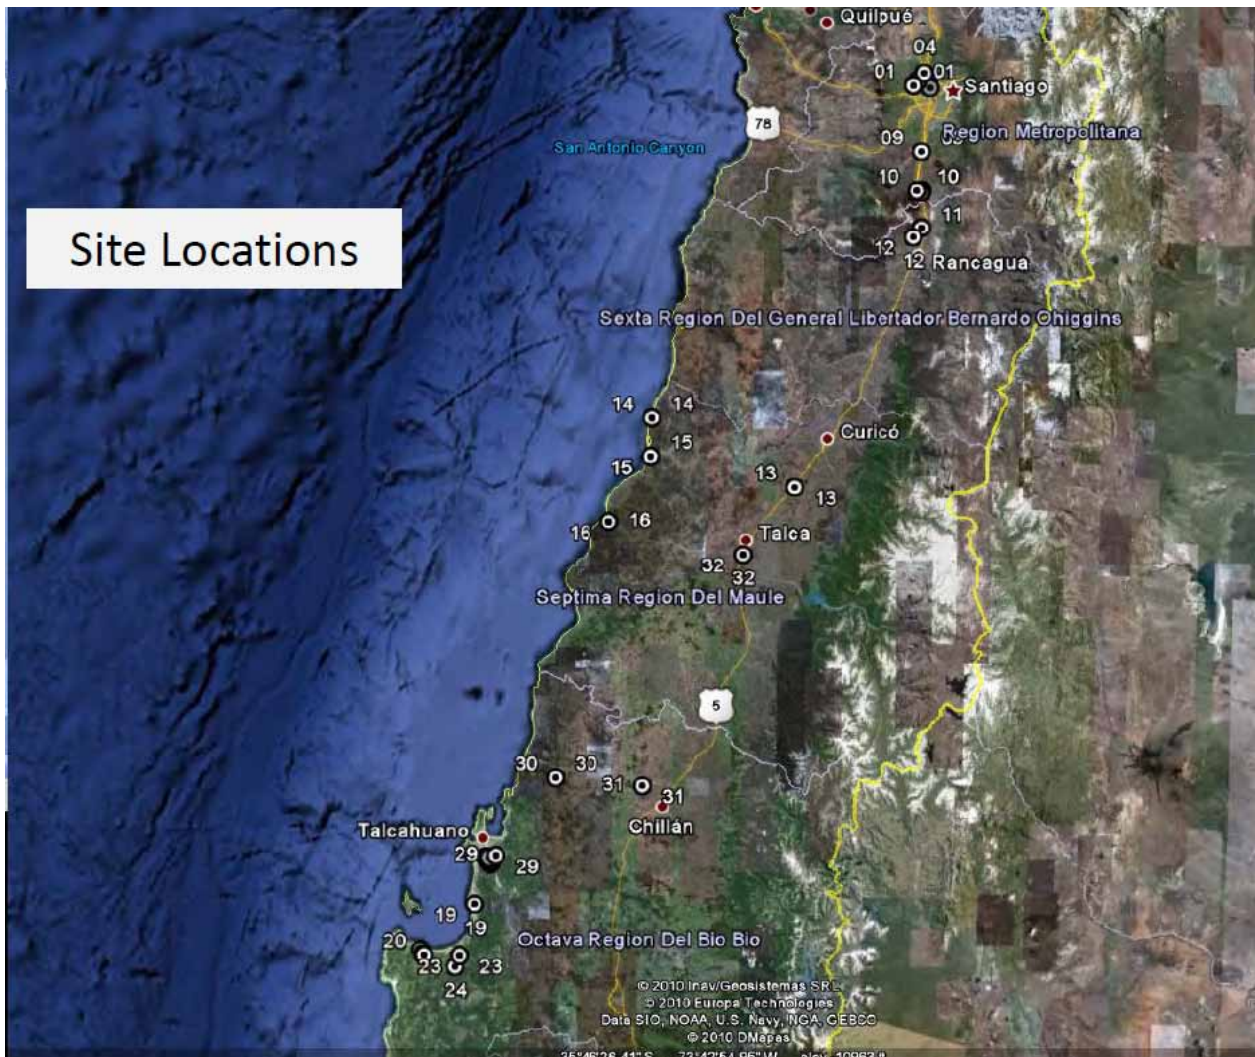 Quilpué
04
01 01
Santiago
78
San Antonio Canyon
09
Region Metropolitana
10 10
11
12
12 Rancagua
Site Locations
Sexta Region Del General Libertador Bernardo Ohiggins
14 14
Curicó
15
15
13
13
16 16
Talca
32
32
Septima Region Del Maule
5
30 30
31
31
Talcahuano
Chillán
29 29
19
19
20
Octava Region Del Bio Bio
23 23
24
© 2010 Inav/Geosistemas SRL
© 2010 Europa Technologies
Data SIO, NOAA, U.S. Navy, NGA, GEBCO
© 2010 DMapas